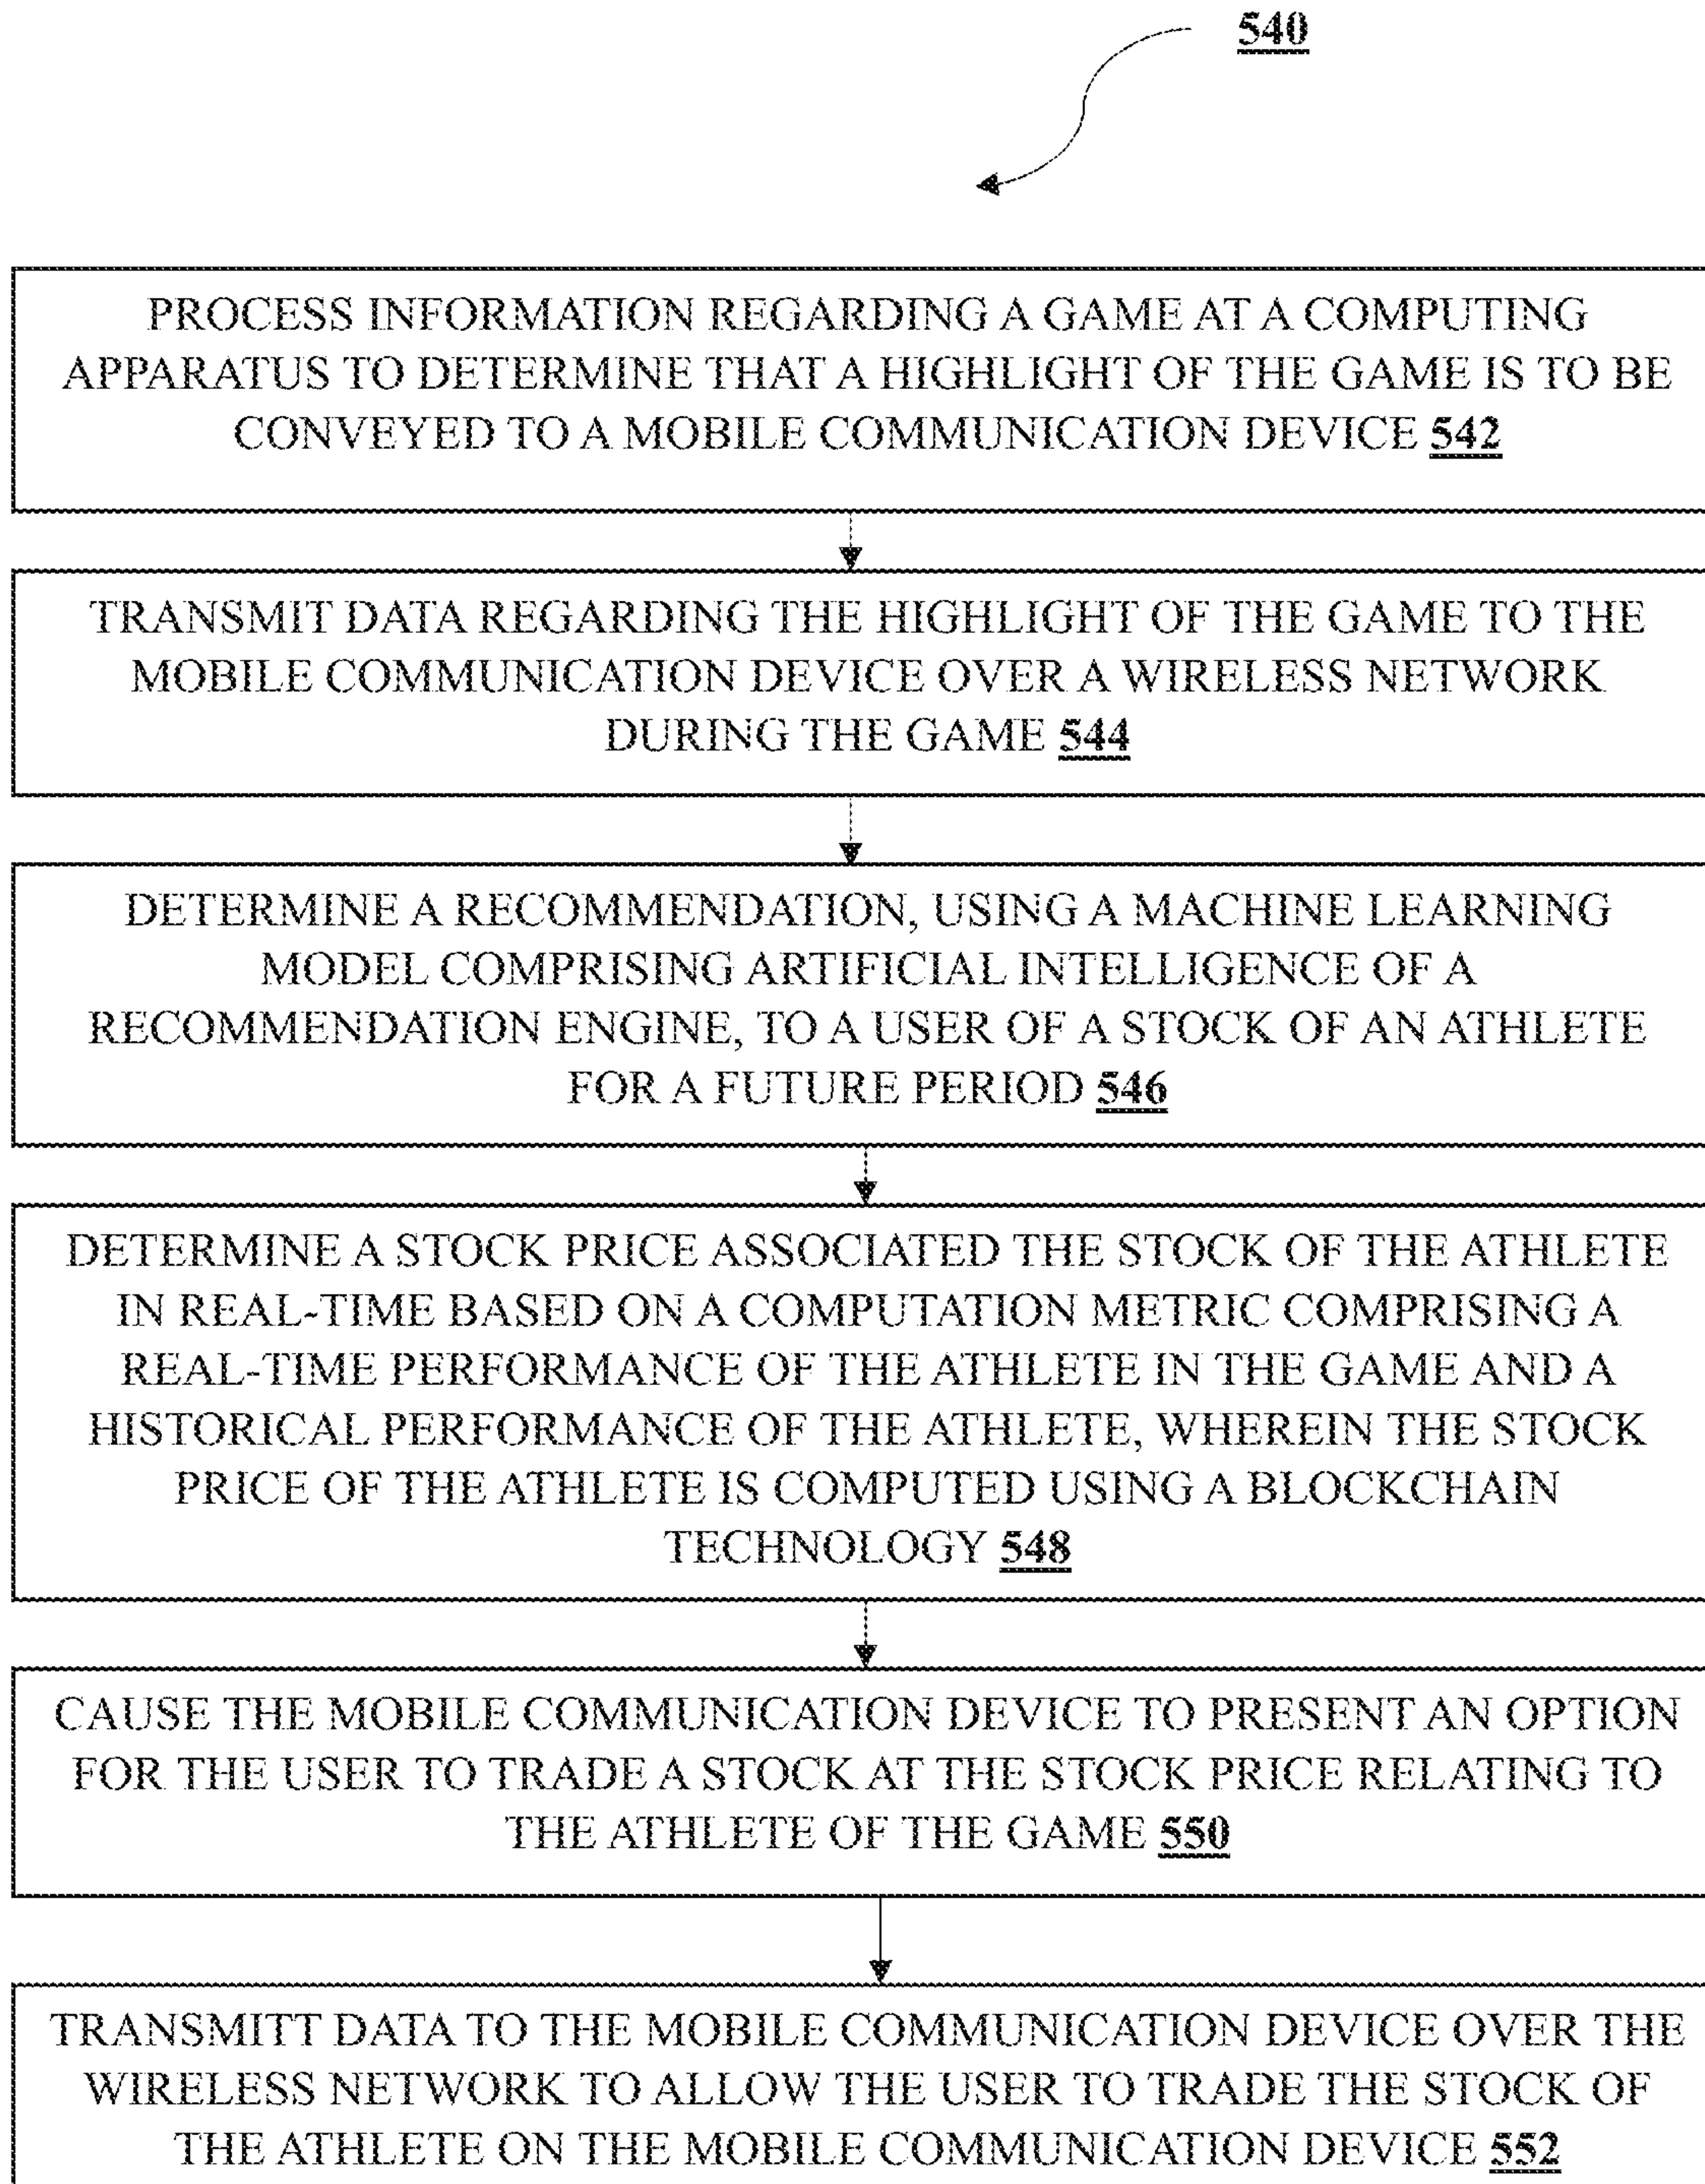 540
PROCESS INFORMATION REGARDING A GAME AT A COMPUTING
APPARATUS TO DETERMINE THAT A HIGHLIGHT OF THE GAME IS TO BE
CONVEYED TO A MOBILE COMMUNICATION DEVICE 542
TRANSMIT DATA REGARDING THE HIGHLIGHT OF THE GAME TO THE
MOBILE COMMUNICATION DEVICE OVER A WIRELESS NETWORK
DURING THE GAME 544
DETERMINE A RECOMMENDATION, USING A MACHINE LEARNING
MODEL COMPRISING ARTIFICIAL INTELLIGENCE OF A
RECOMMENDATION ENGINE, TO A USER OF A STOCK OF AN ATHLETE
FOR A FUTURE PERIOD 546
DETERMINE A STOCK PRICE ASSOCIATED THE STOCK OF THE ATHLETE
IN REAL-TIME BASED ON A COMPUTATION METRIC COMPRISING A
REAL-TIME PERFORMANCE OF THE ATHLETE IN THE GAME AND A
HISTORICAL PERFORMANCE OF THE ATHLETE, WHEREIN THE STOCK
PRICE OF THE ATHLETE IS COMPUTED USING A BLOCKCHAIN
TECHNOLOGY 548
CAUSE THE MOBILE COMMUNICATION DEVICE TO PRESENT AN OPTION
FOR THE USER TO TRADE A STOCK AT THE STOCK PRICE RELATING TO
THE ATHLETE OF THE GAME 550
TRANSMITT DATA TO THE MOBILE COMMUNICATION DEVICE OVER THE
WIRELESS NETWORK TO ALLOW THE USER TO TRADE THE STOCK OF
THE ATHLETE ON THE MOBILE COMMUNICATION DEVICE 552